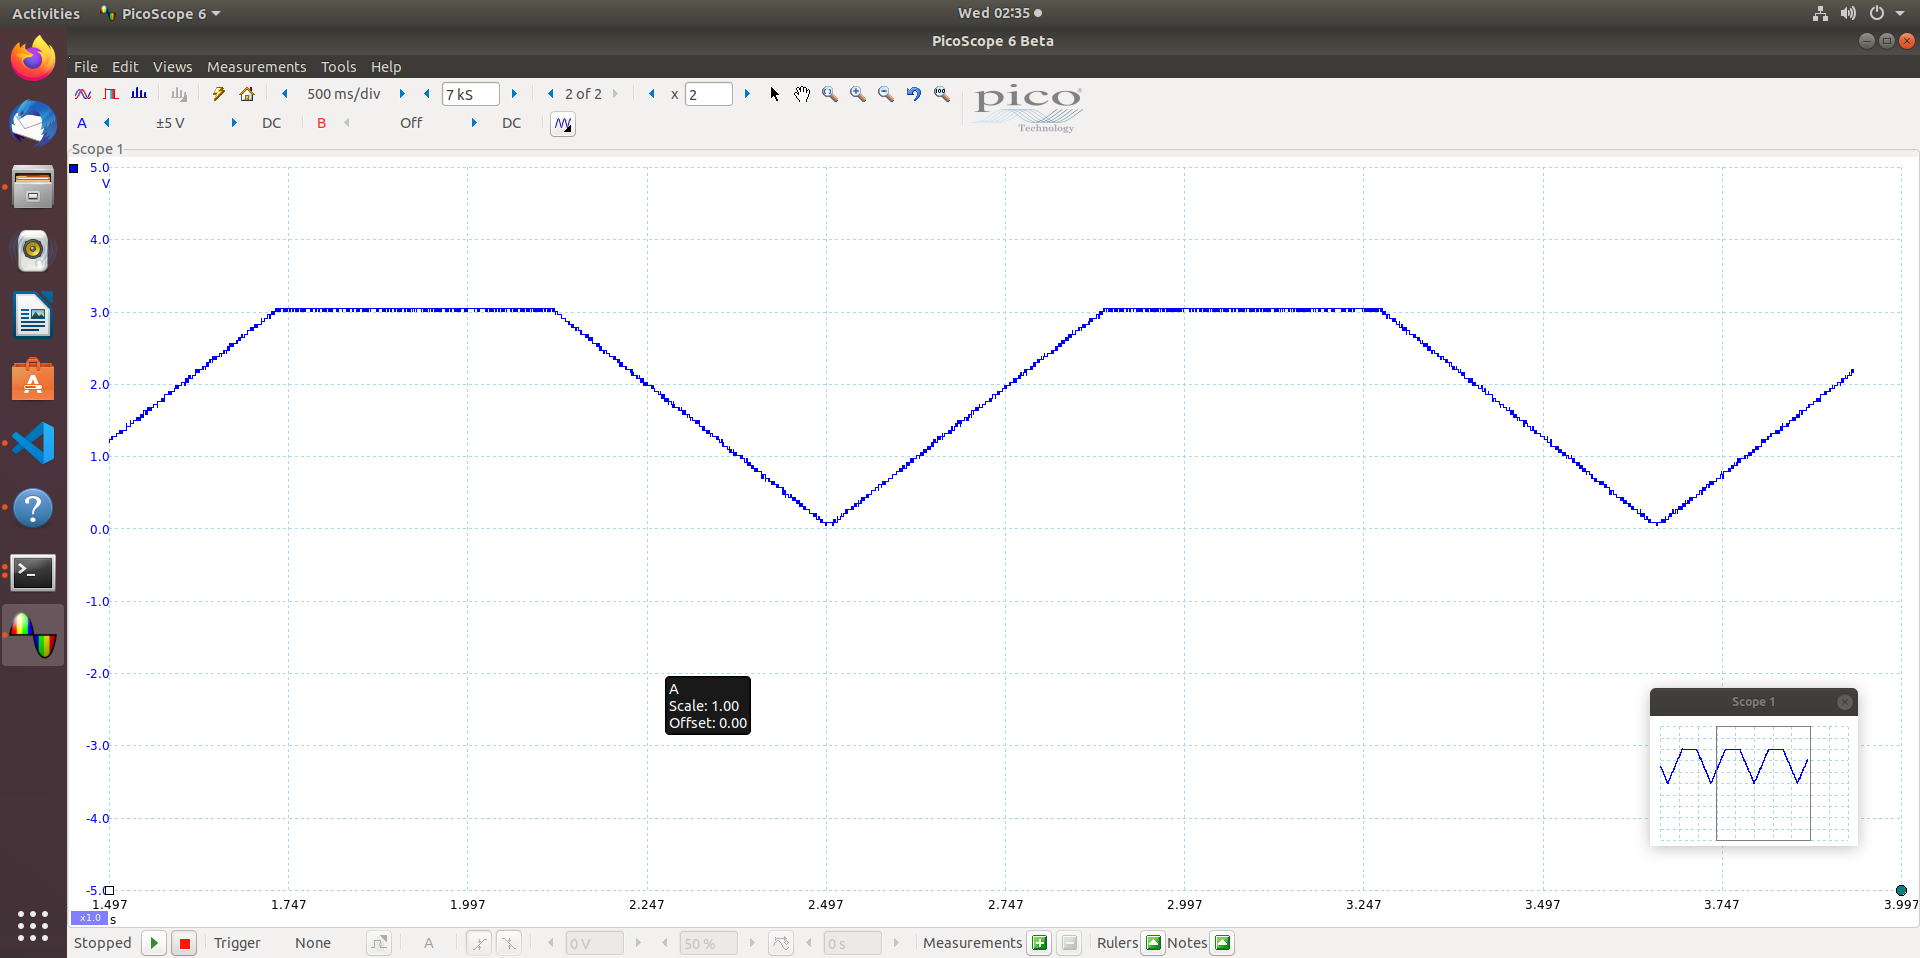 Activities PicoScope 6 Wed 02:35
PicoScope 6 Beta
File Edit Views Measurements Tools Help
500 ms/div 7 kS 2 of 2 x 2
pico
Technology
A ±5 V DC B Off DC
Scope 1
5.0
V
4.0
3.0
2.0
1.0
0.0
-1.0
-2.0
-3.0
-4.0
-5.0
A
Scale: 1.00
Offset: 0.00
Scope 1
1.497 1.747 1.997 2.247 2.497 2.747 2.997 3.247 3.497 3.747 3.997
x1.0 s
Stopped Trigger None A 0 V 50 % 0 s Measurements Rulers Notes